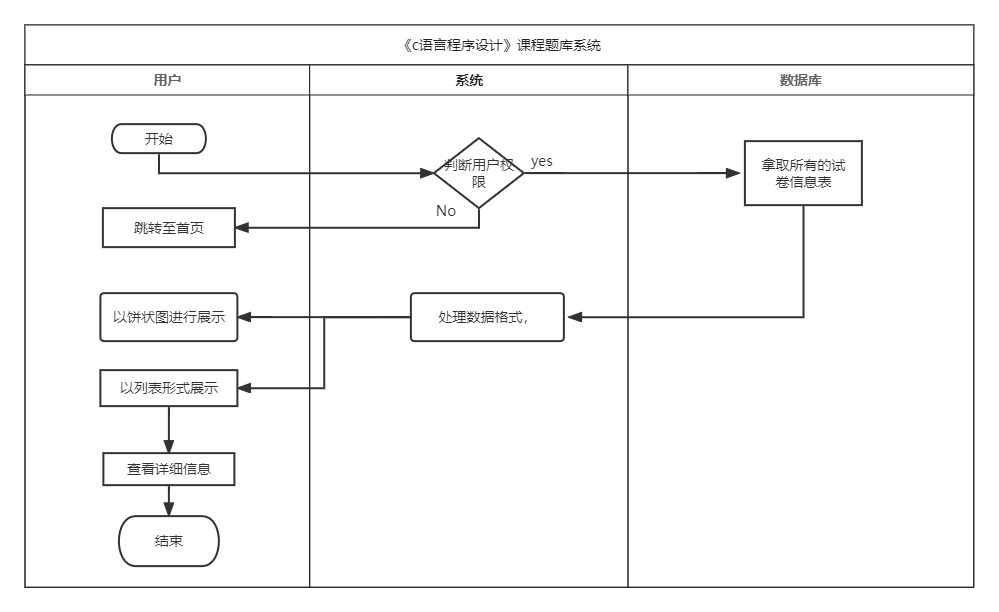 《c语言程序设计》课程题库系统
用户
系统
数据库
开始
判断用户权
限
yes
No
拿取所有的试
卷信息表
跳转至首页
以饼状图进行展示
处理数据格式，
以列表形式展示
查看详细信息
结束